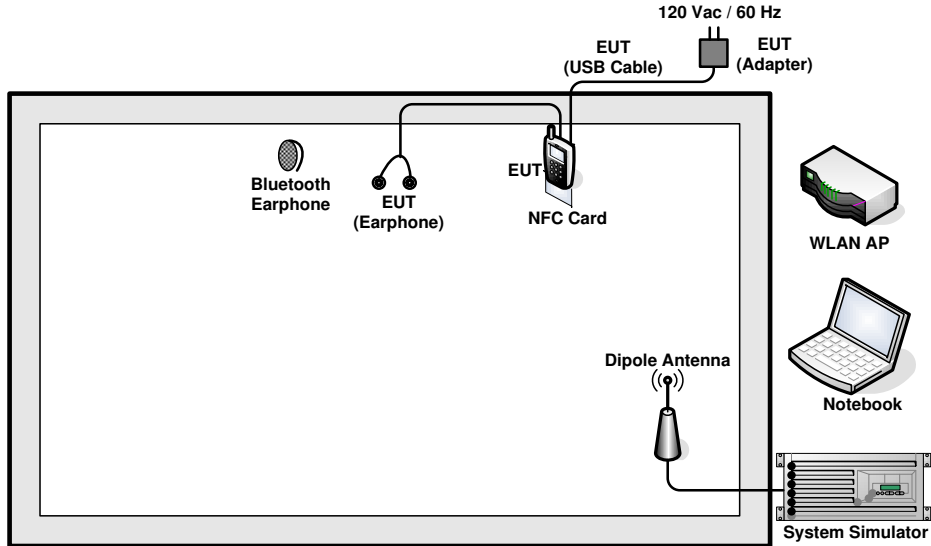 120 Vac / 60 Hz
EUT
(USB Cable)
EUT
(Adapter)
Bluetooth
Earphone
EUT
(Earphone)
EUT
NFC Card
WLAN AP
Dipole Antenna
Notebook
System Simulator